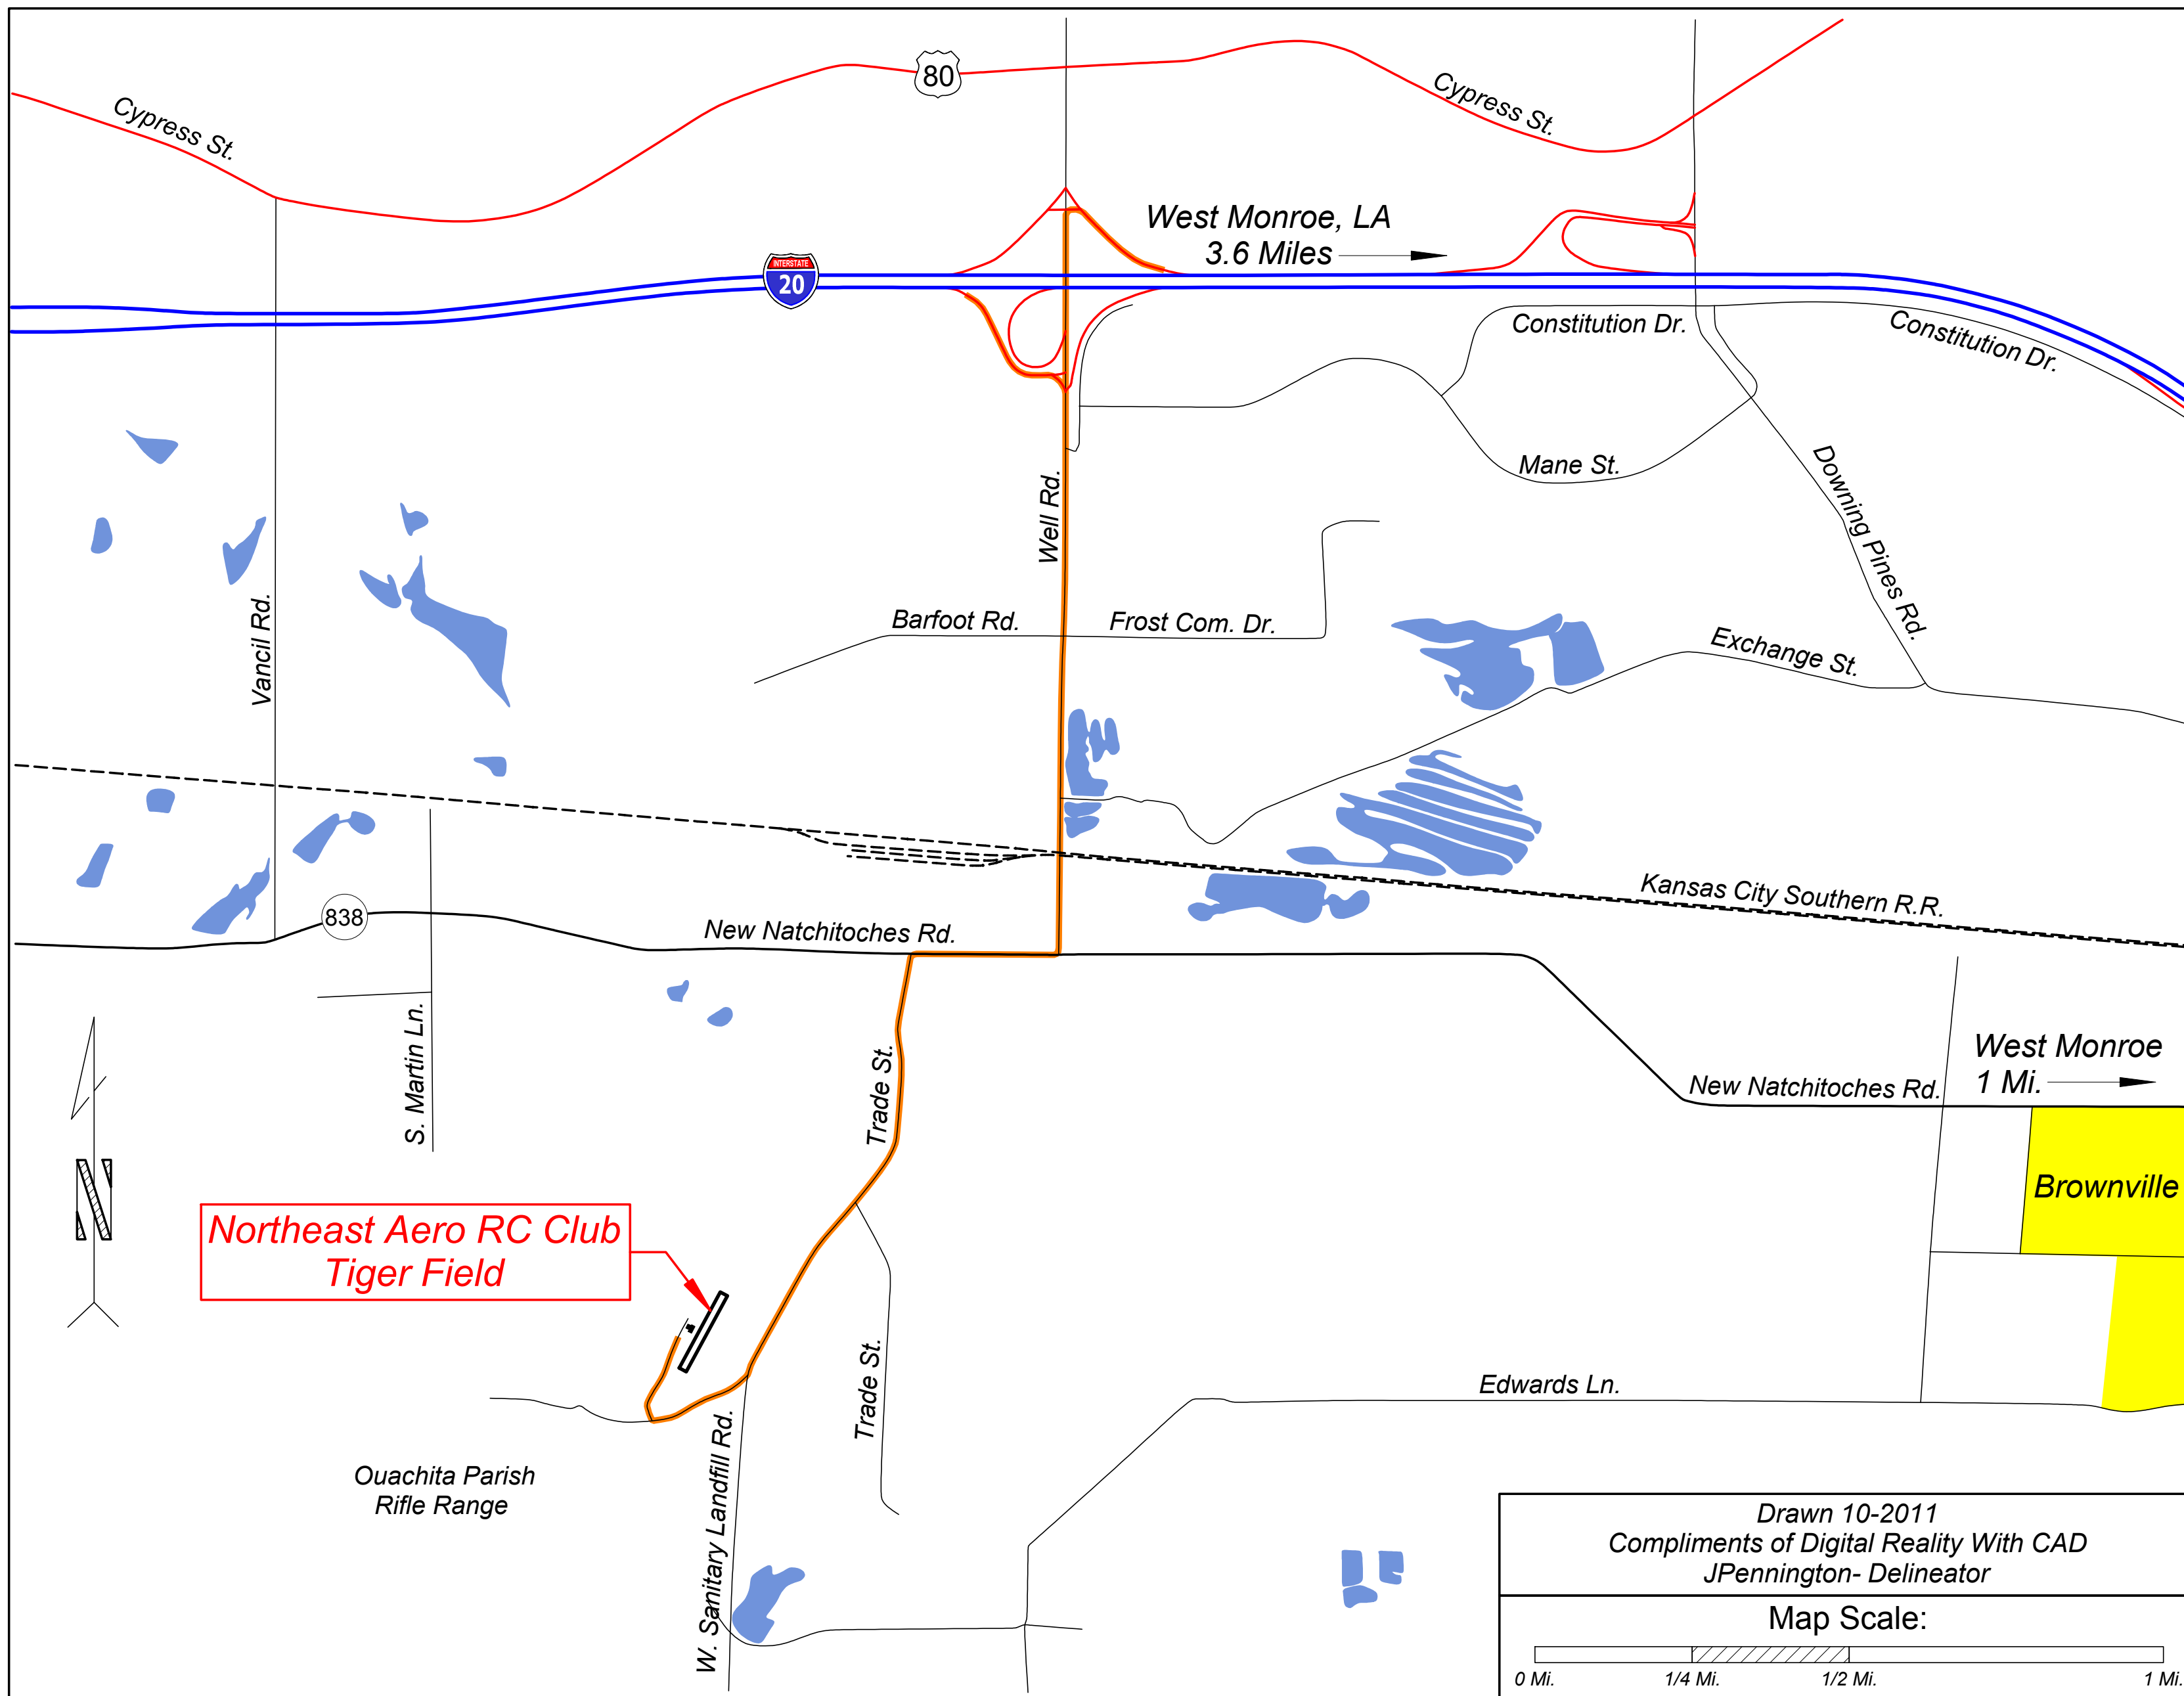 80
Cypress St.
Cypress St.
West Monroe, LA
3.6 Miles
INTERSTATE
20
Constitution Dr.
Constitution Dr.
Mane St.
Downing Pines Rd.
Well Rd.
Vancil Rd.
Barfoot Rd.
Frost Com. Dr.
Exchange St.
Kansas City Southern R.R.
838
New Natchitoches Rd.
S. Martin Ln.
Trade St.
West Monroe
1 Mi.
New Natchitoches Rd.
Brownville
N
Northeast Aero RC Club
Tiger Field
Trade St.
Edwards Ln.
W. Sanitary Landfill Rd.
Ouachita Parish
Rifle Range
Drawn 10-2011
Compliments of Digital Reality With CAD
JPennington- Delineator
Map Scale:
0 Mi.
1/4 Mi.
1/2 Mi.
1 Mi.